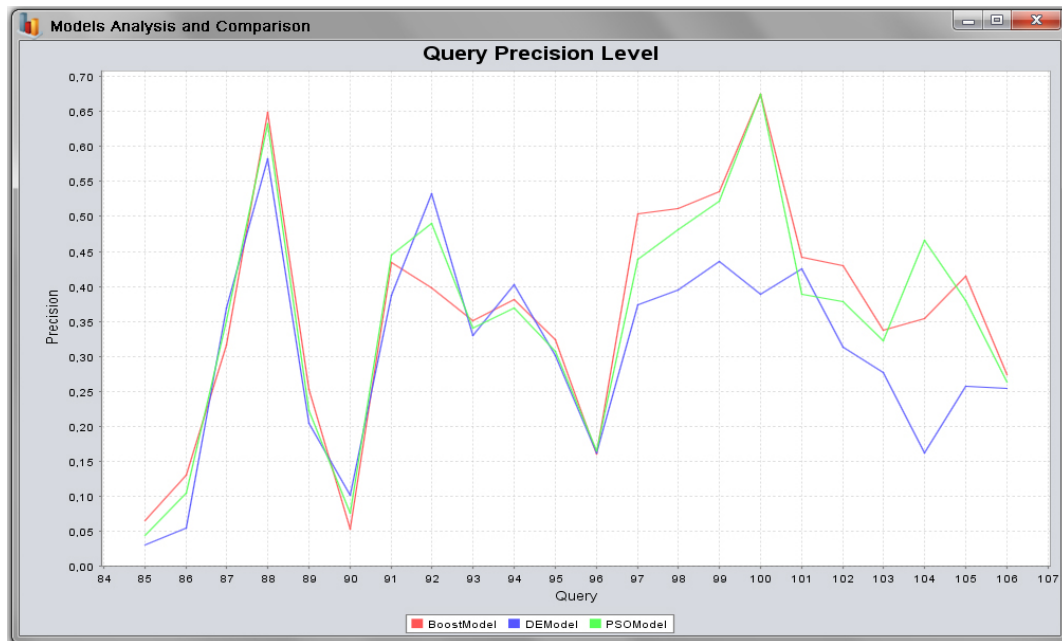 Models Analysis and Comparison
Query Precision Level
0,70
0,65
0,60
0,55
0,50
0,45
0,40
0,35
0,30
0,25
0,20
0,15
0,10
0,05
0,00
Precision
84 85 86 87 88 89 90 91 92 93 94 95 96 97 98 99 100 101 102 103 104 105 106 107
Query
BoostModel DEModel PSOModel